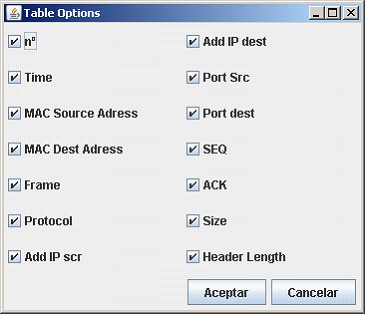 Table Options
n°
Add IP dest
Time
Port Src
MAC Source Adress
Port dest
MAC Dest Adress
SEQ
Frame
ACK
Protocol
Size
Add IP scr
Header Length
Aceptar
Cancelar